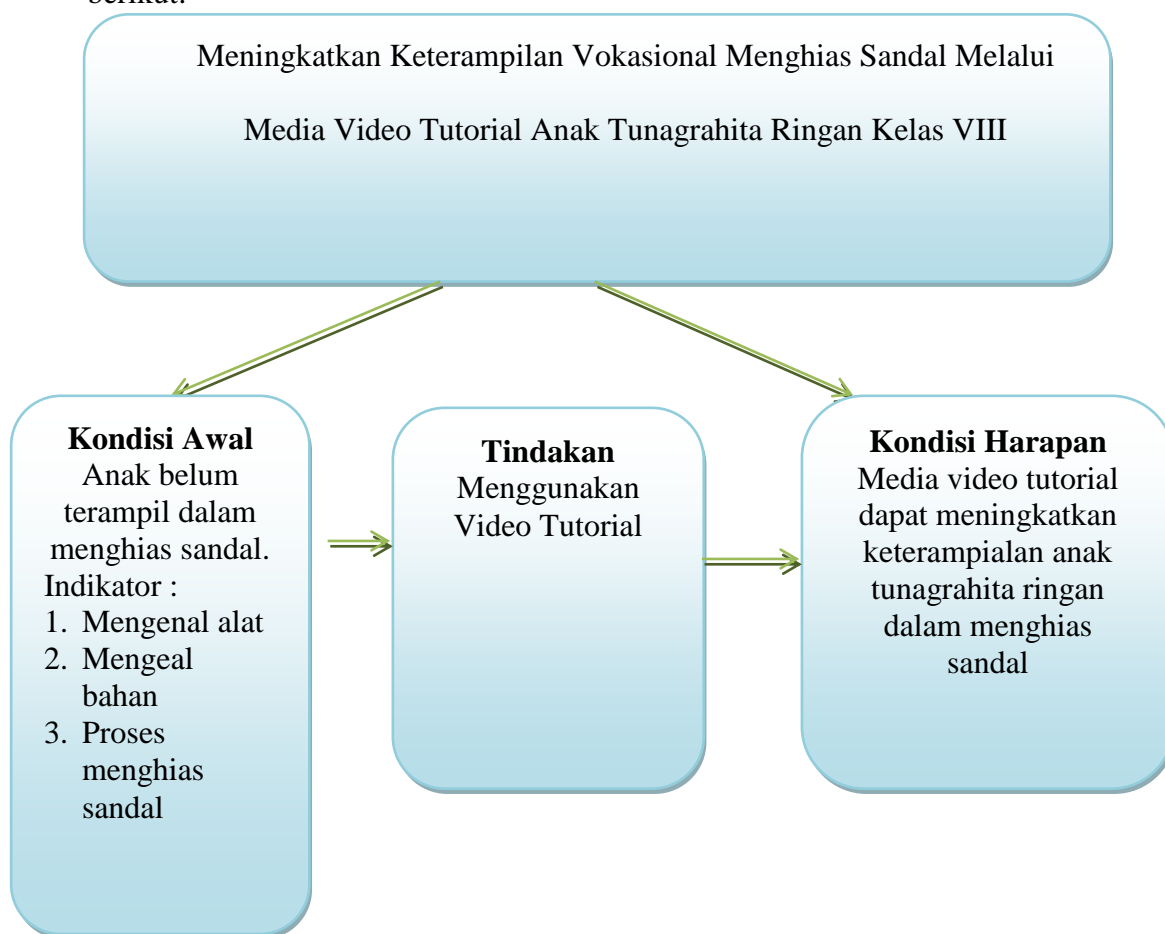 berikut:
Meningkatkan Keterampilan Vokasional Menghias Sandal Melalui
Media Video Tutorial Anak Tunagrahita Ringan Kelas VIII
Kondisi Awal
Anak belum
terampil dalam
menghias sandal.
Indikator :
1. Mengenal alat
2. Mengeal
bahan
3. Proses
menghias
sandal
Tindakan
Menggunakan
Video Tutorial
Kondisi Harapan
Media video tutorial
dapat meningkatkan
keterampialan anak
tunagrahita ringan
dalam menghias
sandal